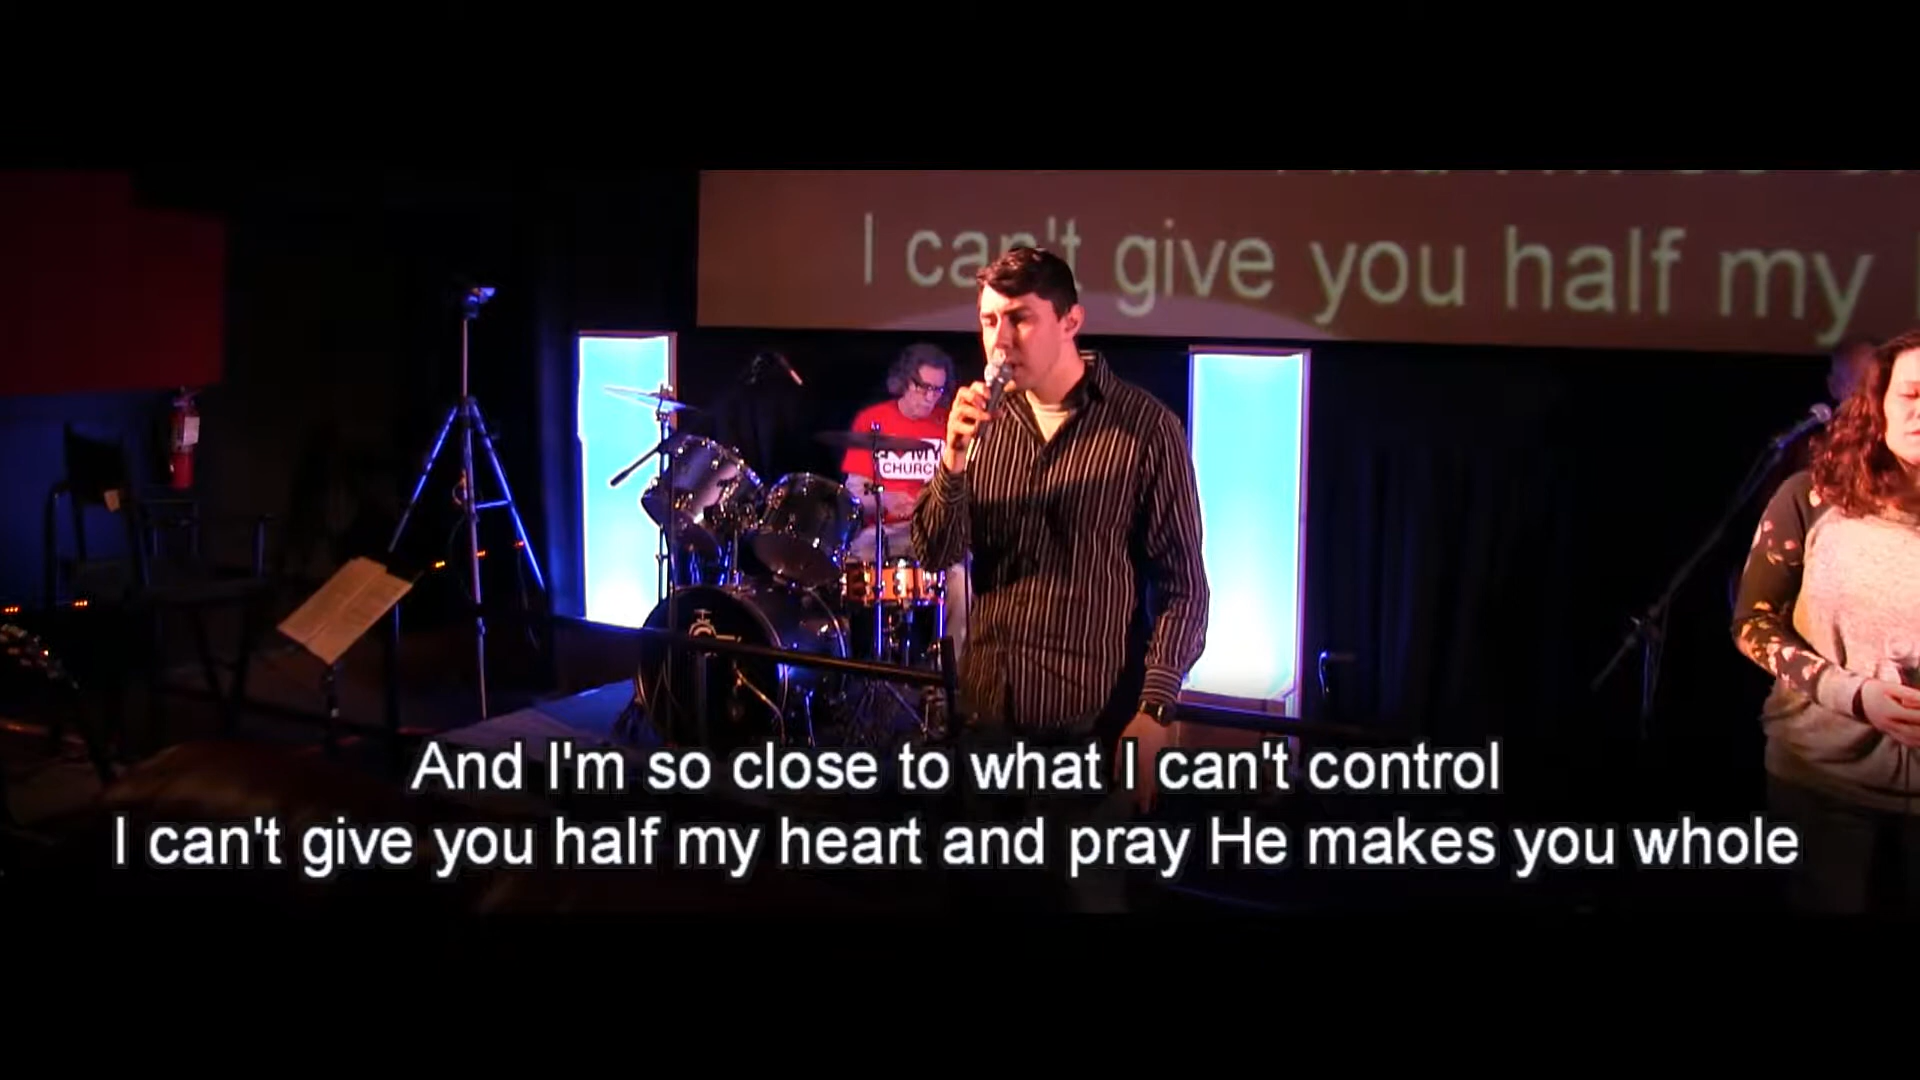 I can't give you half my
MY
CHURCH
And I'm so close to what I can't control
I can't give you half my heart and pray He makes you whole